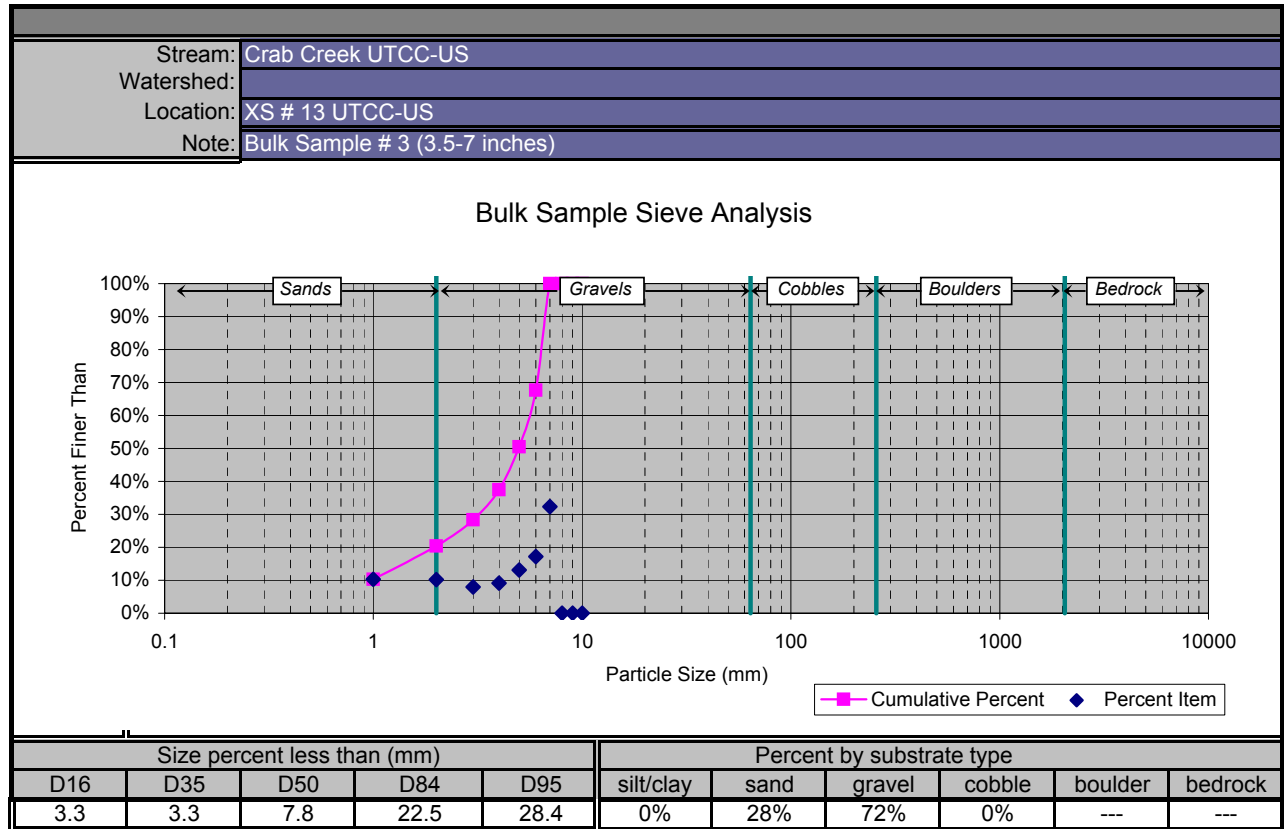 Stream: Crab Creek UTCC-US
Watershed:
Location: XS # 13 UTCC-US
Note: Bulk Sample # 3 (3.5-7 inches)
Bulk Sample Sieve Analysis
Sands Gravels Cobbles Boulders Bedrock
100%
90%
80%
70%
60%
50%
40%
30%
20%
10%
0%
Percent Finer Than
0.1 1 10 100 1000 10000
Particle Size (mm)
Cumulative Percent Percent Item
Size percent less than (mm) Percent by substrate type
D16 D35 D50 D84 D95 silt/clay sand gravel cobble boulder bedrock
3.3 3.3 7.8 22.5 28.4 0% 28% 72% 0% --- ---